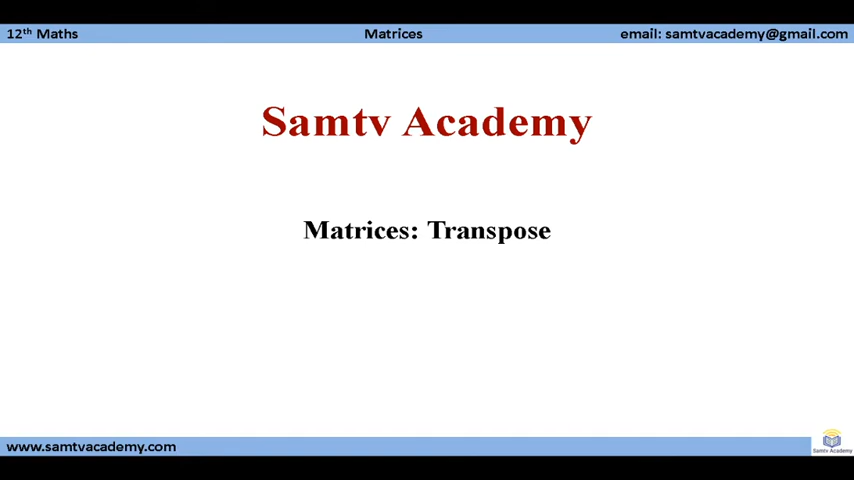 12th Maths
Matrices
email: samtvacademy@gmail.com
Samtv Academy
Matrices: Transpose
www.samtvacademy.com
Samtv Academy